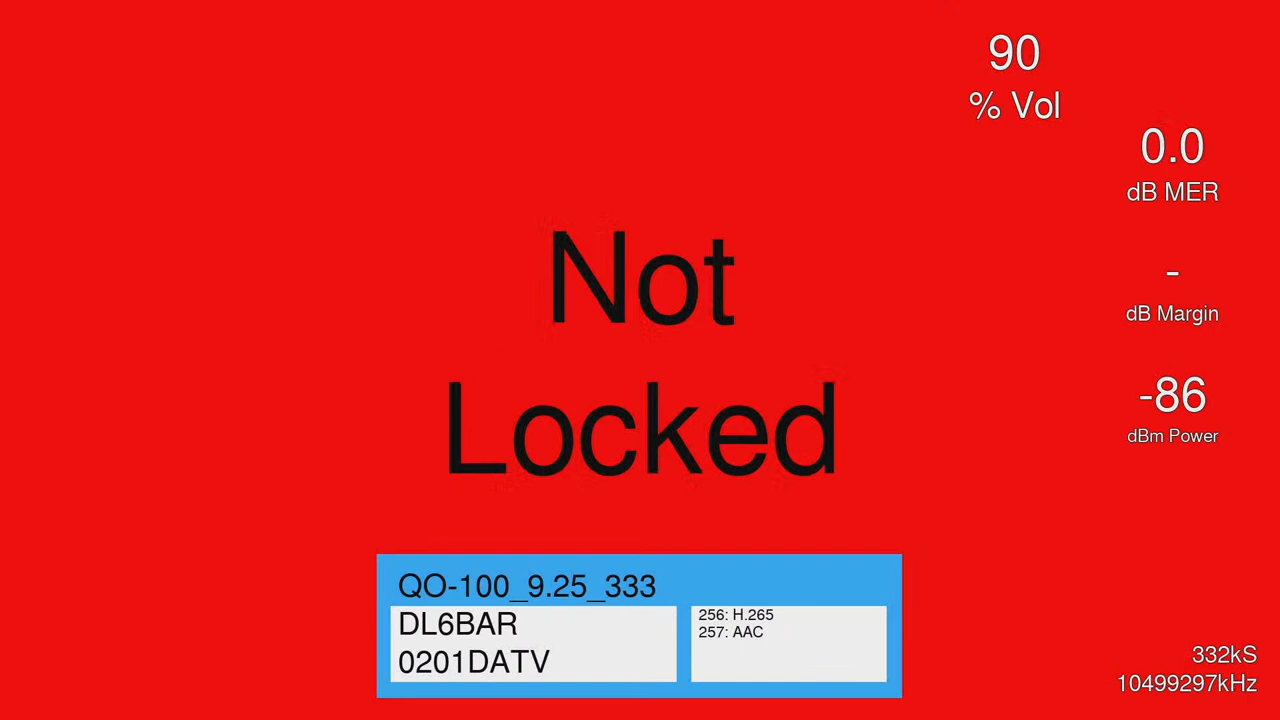 90
% Vol
0.0
dB MER
-
dB Margin
-86
dBm Power
Not
Locked
QO-100_9.25_333
DL6BAR
0201DATV
256: H.265
257: AAC
332kS
10499297kHz